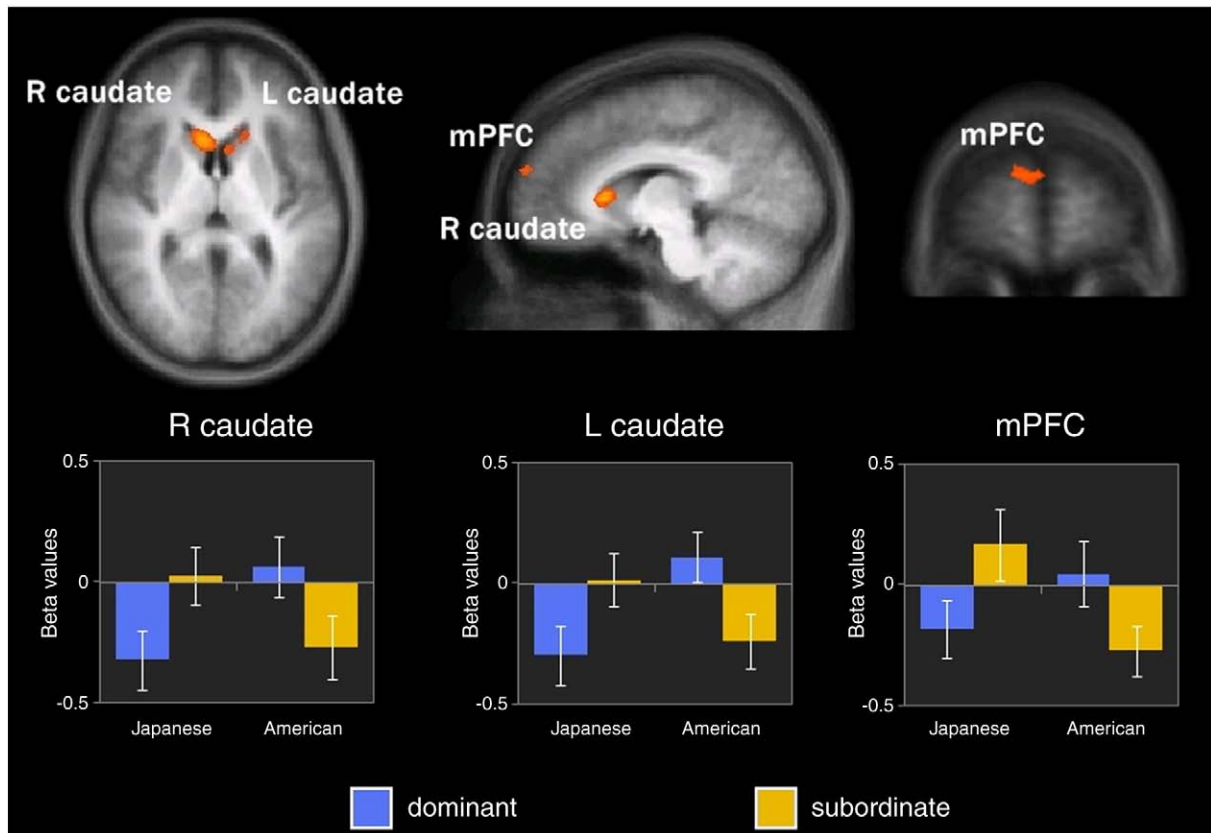 R caudate
L caudate
mPFC
R caudate
mPFC
R caudate
L caudate
mPFC
0.5
0
-0.5
Beta values
Japanese
American
0.5
0
-0.5
Beta values
Japanese
American
0.5
0
-0.5
Beta values
Japanese
American
dominant
subordinate